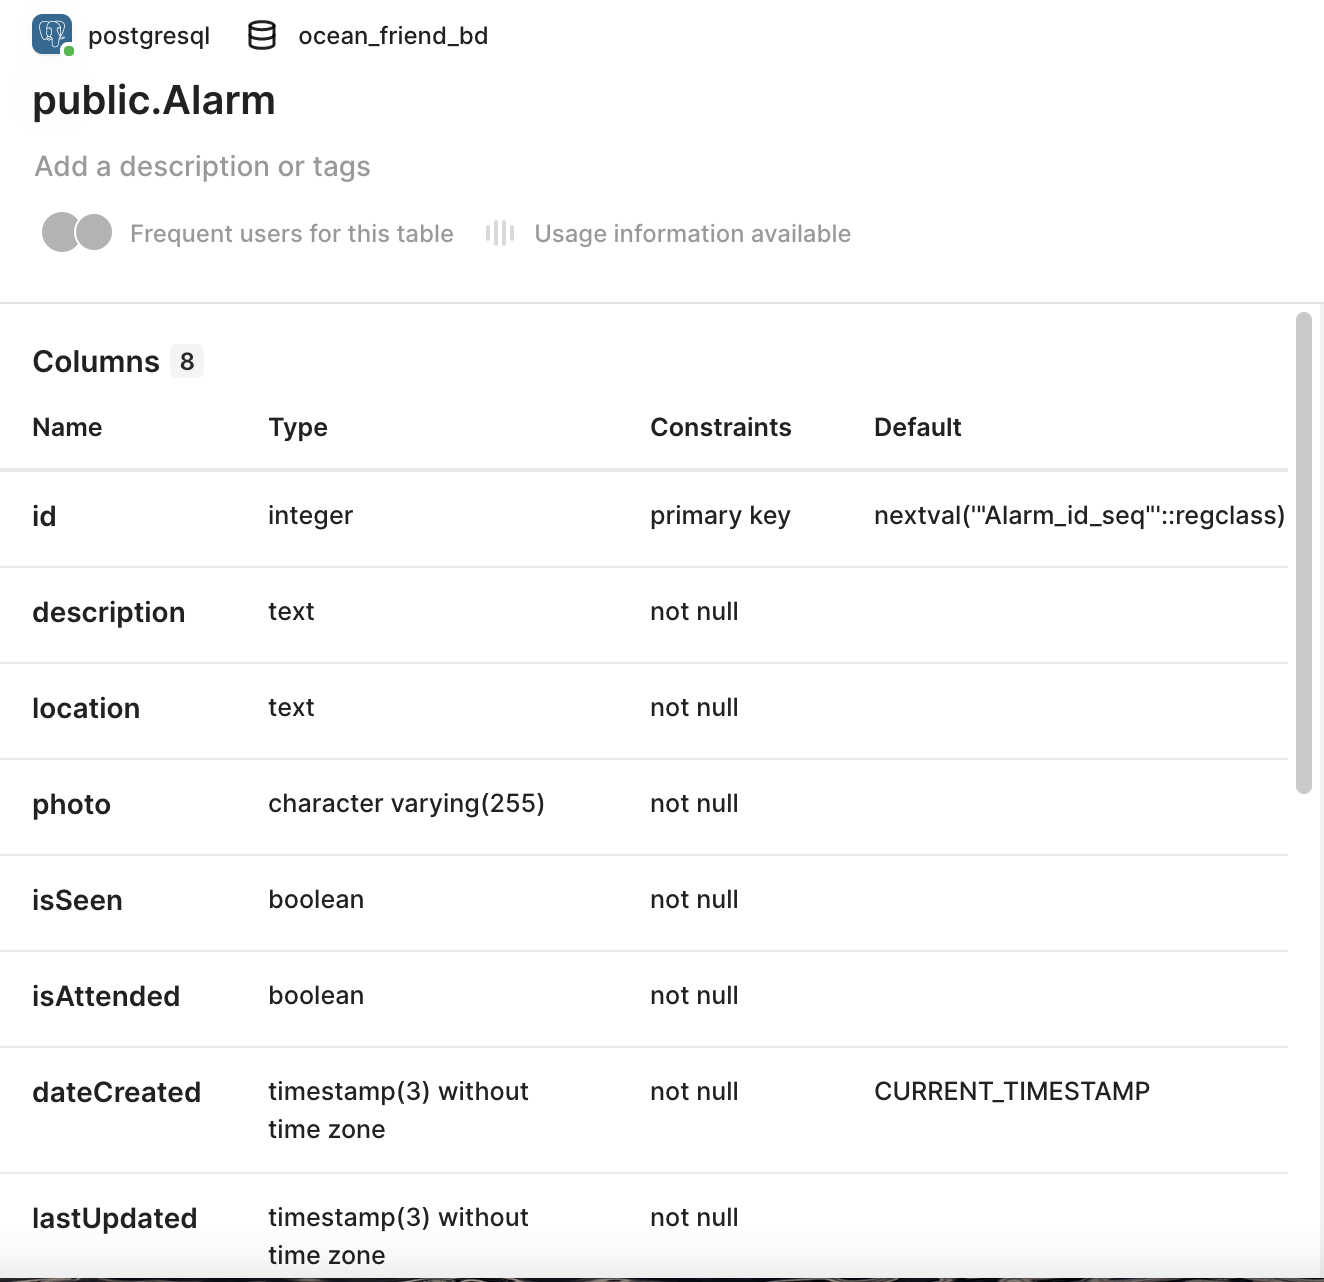 postgresql ocean_friend_bd
public.Alarm
Add a description or tags
Frequent users for this table Usage information available
Columns 8
Name Type Constraints Default
id integer primary key nextval('"Alarm_id_seq"'::regclass)
description text not null
location text not null
photo character varying(255) not null
isSeen boolean not null
isAttended boolean not null
dateCreated timestamp(3) without not null CURRENT_TIMESTAMP
time zone
lastUpdated timestamp(3) without not null
time zone